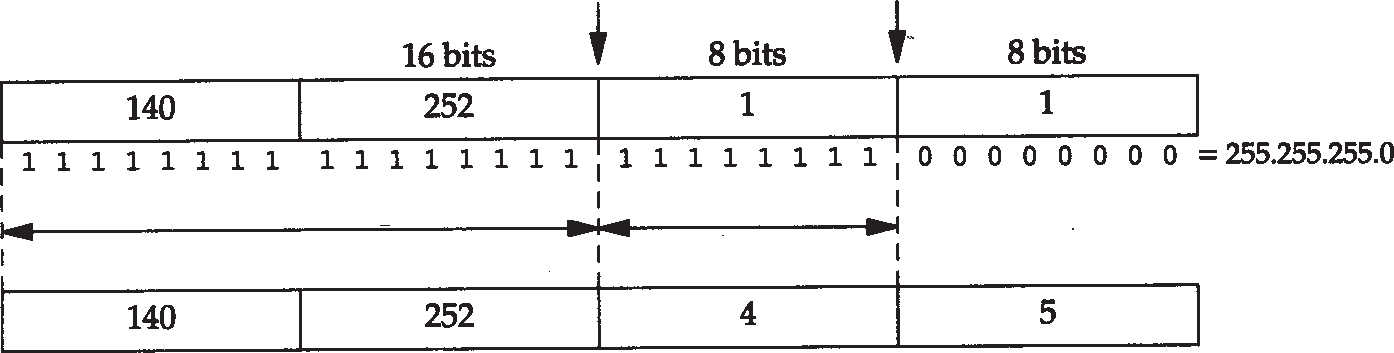 16 bits 8 bits 8 bits
140 252 1 1
1 1 1 1 1 1 1 1 1 1 1 1 1 1 1 1 1 1 1 1 1 1 1 1 0 0 0 0 0 0 0 0 = 255.255.255.0
140 252 4 5